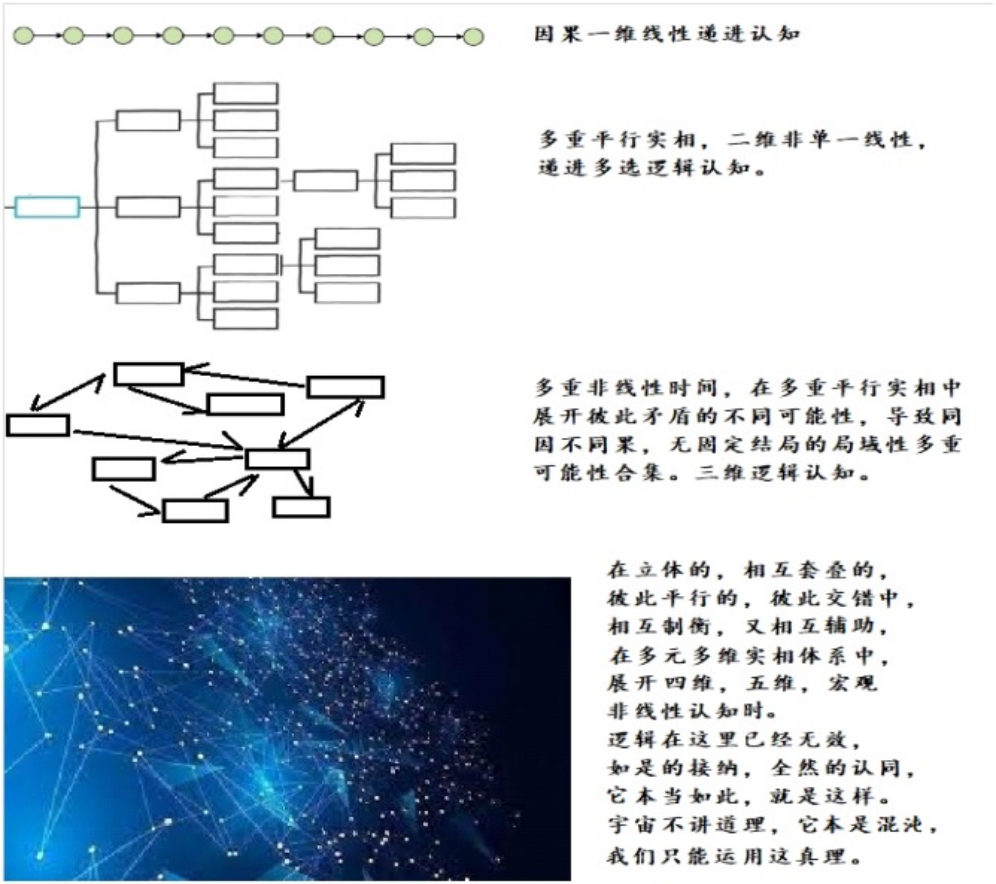 因果一维线性递进认知
多重平行实相，二维非单一线性，
递进多选逻辑认知。
多重非线性时间，在多重平行实相中
展开彼此矛盾的不同可能性，导致同
因不同果，无固定结局的局域性多重
可能性合集。三维逻辑认知。
在立体的，相互套叠的，
彼此平行的，彼此交错中，
相互制衡，又相互辅助，
在多元多维实相体系中，
展开四维，五维，宏观
非线性认知时。
逻辑在这里已经无效，
如是的接纳，全然的认同，
它本当如此，就是这样。
宇宙不讲道理，它本是混沌，
我们只能运用这真理。